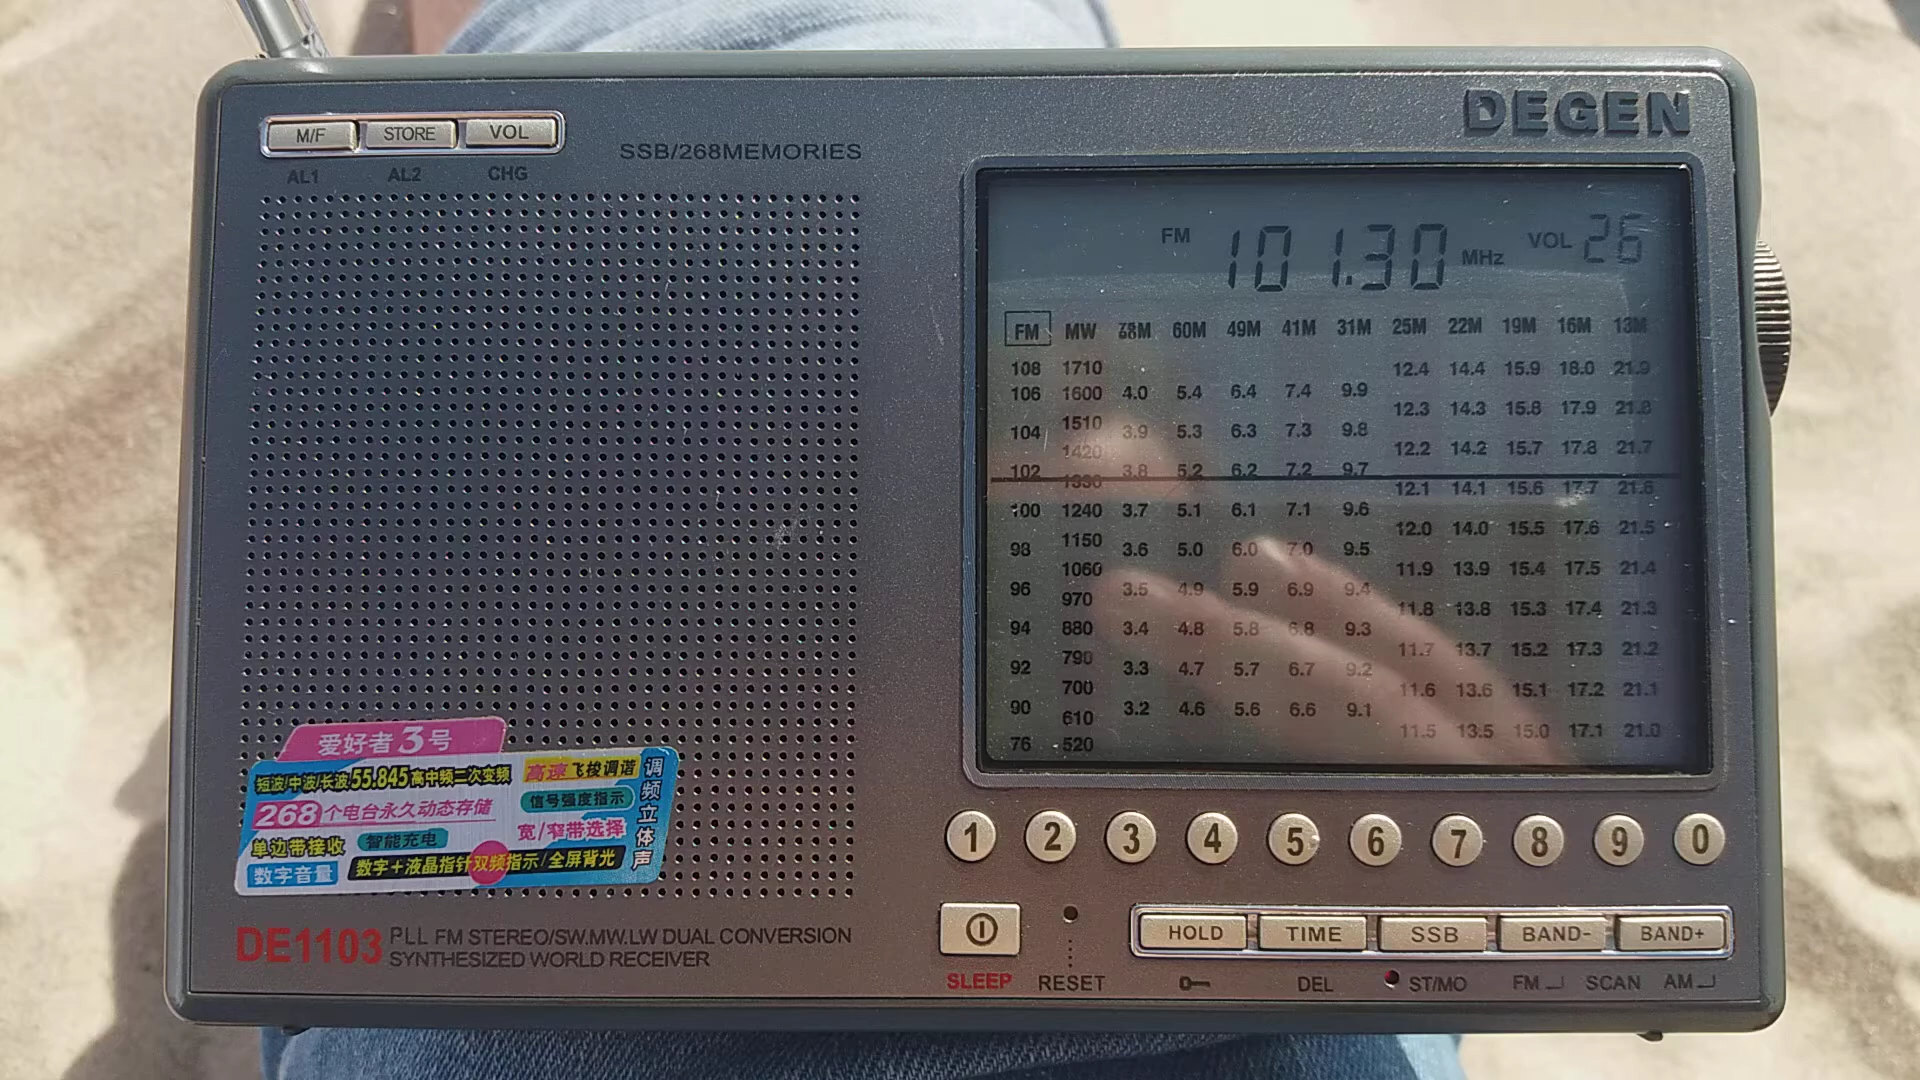 DEGEN
M/F STORE VOL
AL1 AL2 CHG
SSB/268MEMORIES
FM 101.30 MHz VOL 26
FM MW 60M 49M 41M 31M 25M 22M 19M 16M 13M
108 1710 12.4 14.4 15.9 18.0 21.9
106 1600 4.0 5.4 6.4 7.4 9.9
12.3 14.3 15.8 17.9 21.8
104 1510 3.9 5.3 6.3 7.3 9.8
1420 12.2 14.2 15.7 17.8 21.7
102 3.8 5.2 6.2 7.2 9.7
1330 12.1 14.1 15.6 17.7 21.6
100 1240 3.7 5.1 6.1 7.1 9.6
1150 12.0 14.0 15.5 17.6 21.5
98 3.6 5.0 6.0 7.0 9.5
1060 11.9 13.9 15.4 17.5 21.4
96 970 3.5 4.9 5.9 6.9 9.4
11.8 13.8 15.3 17.4 21.3
94 880 3.4 4.8 5.8 6.8 9.3
790 11.7 13.7 15.2 17.3 21.2
92 3.3 4.7 5.7 6.7 9.2
700 11.6 13.6 15.1 17.2 21.1
90 610 3.2 4.6 5.6 6.6 9.1
11.5 13.5 15.0 17.1 21.0
76 520
爱好者3号
短波/中波/长波55.845高中频二次变频
高速飞梭调谐
268个电台永久动态存储
信号强度指示
单边带接收
智能充电
宽/窄带选择
数字音量
数字+液晶指针双频指示/全屏背光
调频立体声
1 2 3 4 5 6 7 8 9 0
DE1103 PLL FM STEREO/SW.MW.LW DUAL CONVERSION
SYNTHESIZED WORLD RECEIVER
HOLD TIME SSB BAND- BAND+
SLEEP RESET DEL ST/MO FM SCAN AM